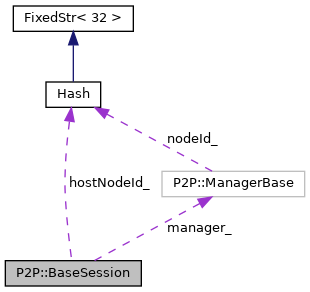 FixedStr< 32 >
Hash
nodeId_
hostNodeId_
P2P::ManagerBase
manager_
P2P::BaseSession